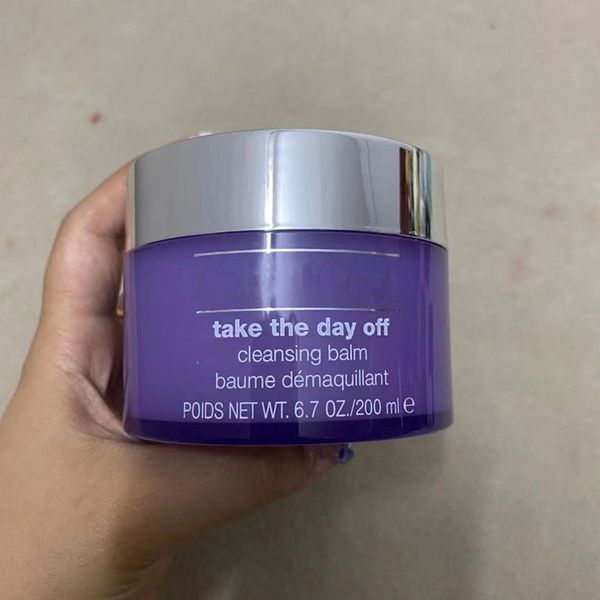 take the day off
cleansing balm
baume démaquillant
POIDS NET WT. 6.7 OZ./200 ml ℮